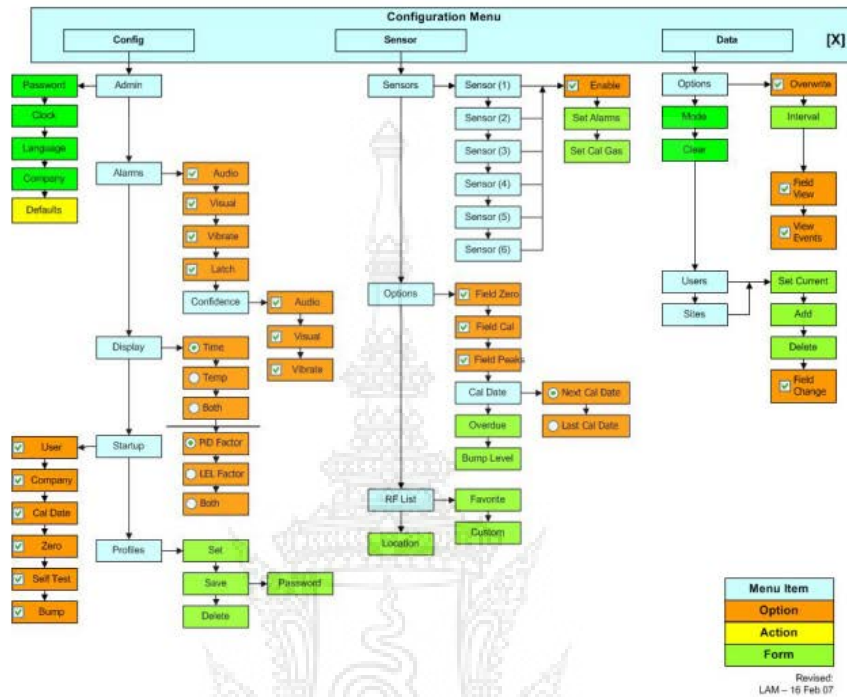 Configuration Menu
Config
Sensor
Data
[X]
Password
Admin
Clock
Language
Company
Defaults
Alarms
Audio
Visual
Vibrate
Latch
Confidence
Audio
Visual
Vibrate
Display
Time
Temp
Both
PID Factor
LEL Factor
Both
Startup
User
Company
Cal Date
Zero
Self Test
Bump
Profiles
Set
Save
Password
Delete
Sensors
Sensor (1)
Sensor (2)
Sensor (3)
Sensor (4)
Sensor (5)
Sensor (6)
Enable
Set Alarms
Set Cal Gas
Options
Field Zero
Field Cal
Field Peaks
Cal Date
Next Cal Date
Last Cal Date
Overdue
Bump Level
RF List
Favorite
Custom
Location
Options
Overwrite
Mode
Interval
Clear
Field
View
View
Events
Users
Sites
Set Current
Add
Delete
Field
Change
Menu Item
Option
Action
Form
Revised:
LAM – 16 Feb 07